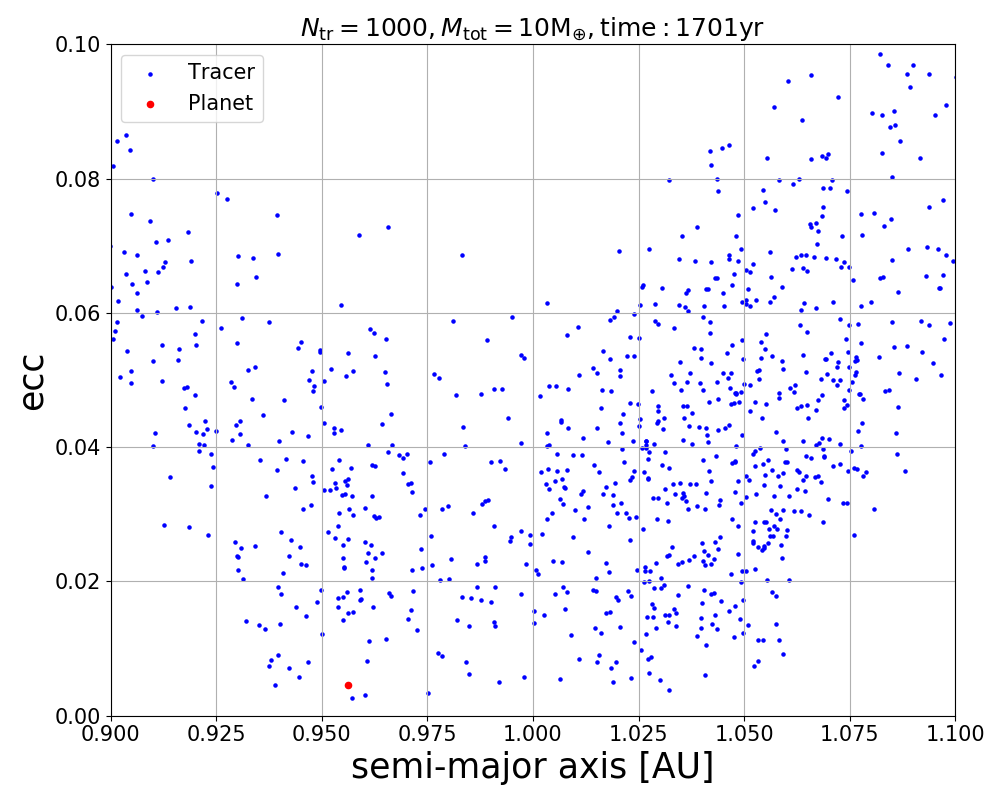 N_tr = 1000, M_tot = 10M_⊕, time : 1701yr
0.10
Tracer
Planet
0.08
0.06
0.04
0.02
0.00
ecc
0.900 0.925 0.950 0.975 1.000 1.025 1.050 1.075 1.100
semi-major axis [AU]